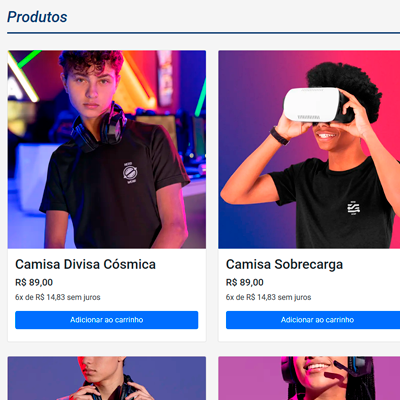 Produtos
Camisa Divisa Cósmica
R$ 89,00
6x de R$ 14,83 sem juros
Adicionar ao carrinho
Camisa Sobrecarga
R$ 89,00
6x de R$ 14,83 sem juros
Adicionar ao carrinho